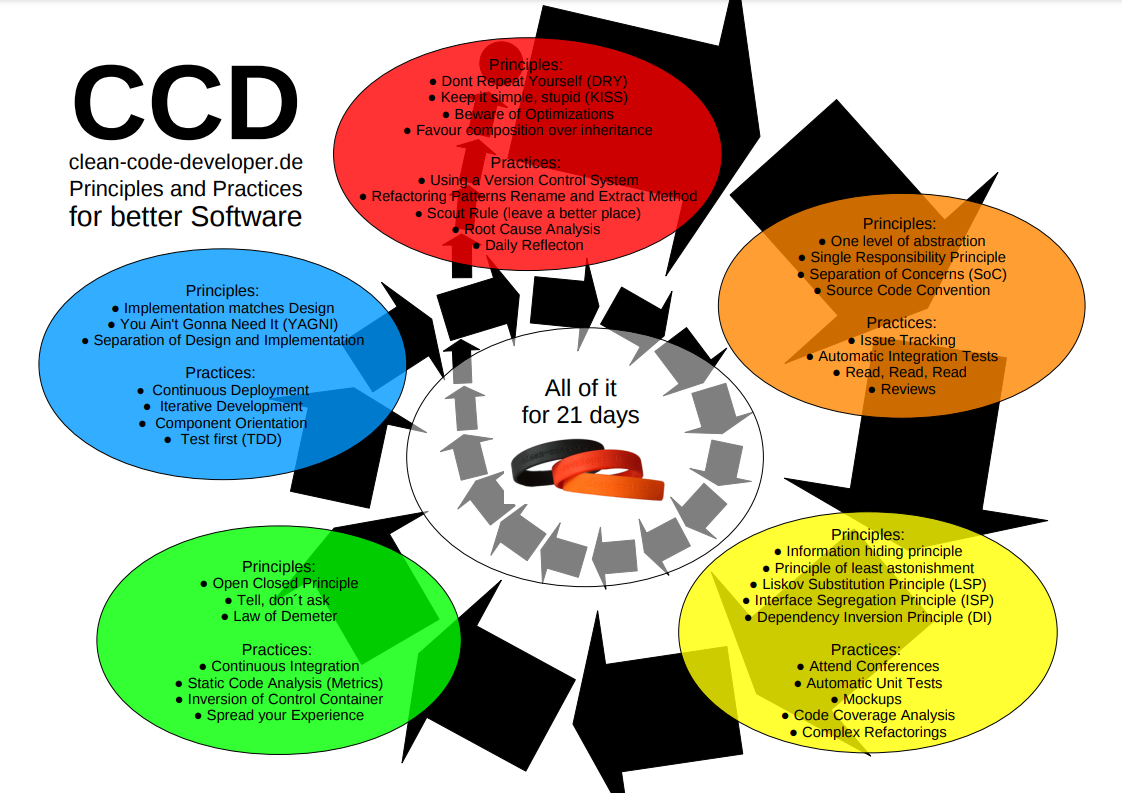 CCD
clean-code-developer.de
Principles and Practices
for better Software
Principles:
● Dont Repeat Yourself (DRY)
● Keep it simple, stupid (KISS)
● Beware of Optimizations
● Favour composition over inheritance
Practices:
● Using a Version Control System
● Refactoring Patterns Rename and Extract Method
● Scout Rule (leave a better place)
● Root Cause Analysis
● Daily Reflecton
Principles:
● One level of abstraction
● Single Responsibility Principle
● Separation of Concerns (SoC)
● Source Code Convention
Practices:
● Issue Tracking
● Automatic Integration Tests
● Read, Read, Read
● Reviews
Principles:
● Information hiding principle
● Principle of least astonishment
● Liskov Substitution Principle (LSP)
● Interface Segregation Principle (ISP)
● Dependency Inversion Principle (DI)
Practices:
● Attend Conferences
● Automatic Unit Tests
● Mockups
● Code Coverage Analysis
● Complex Refactorings
Principles:
● Open Closed Principle
● Tell, don´t ask
● Law of Demeter
Practices:
● Continuous Integration
● Static Code Analysis (Metrics)
● Inversion of Control Container
● Spread your Experience
Principles:
● Implementation matches Design
● You Ain't Gonna Need It (YAGNI)
● Separation of Design and Implementation
Practices:
● Continuous Deployment
● Iterative Development
● Component Orientation
● Test first (TDD)
All of it
for 21 days